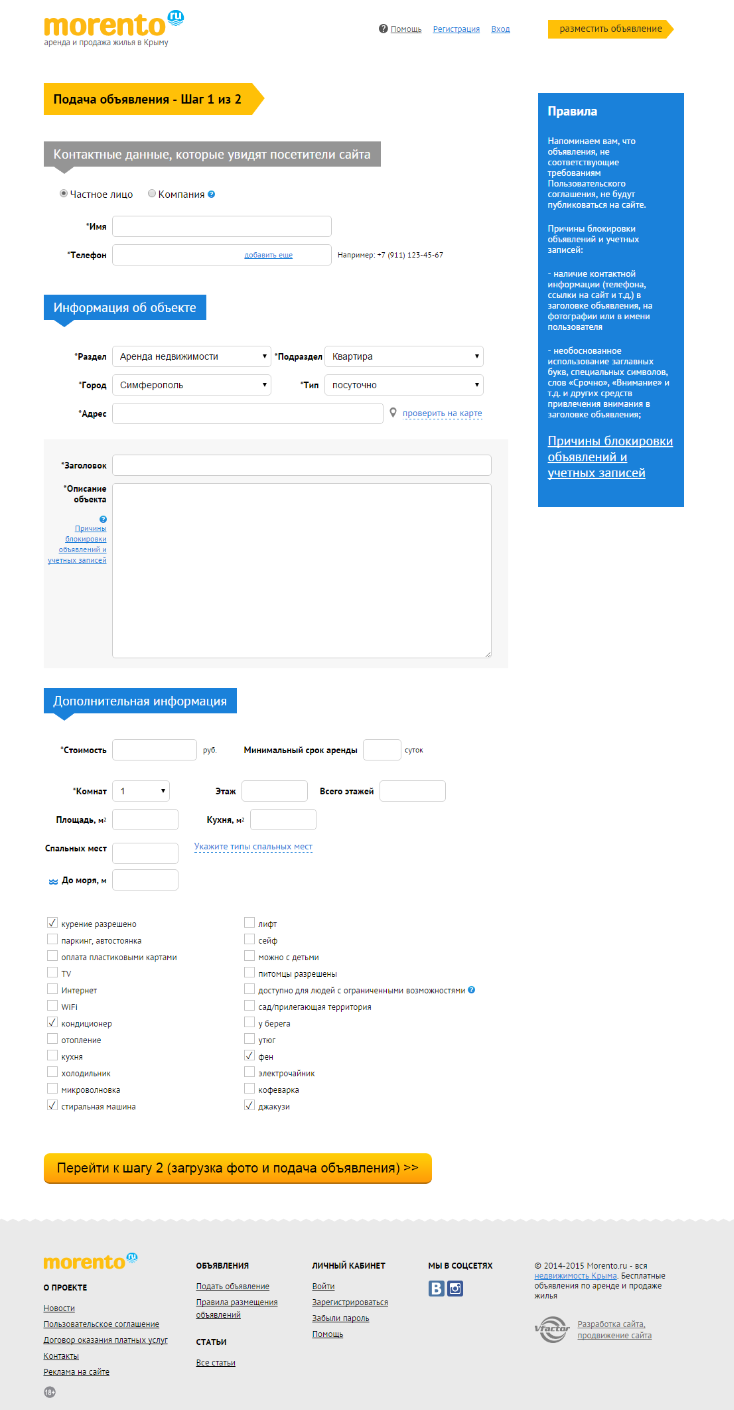 morento ru
аренда и продажа жилья в Крыму
Помощь Регистрация Вход
разместить объявление
Подача объявления - Шаг 1 из 2
Контактные данные, которые увидят посетители сайта
Частное лицо Компания ?
*Имя
*Телефон добавить еще Например: +7 (911) 123-45-67
Информация об объекте
*Раздел Аренда недвижимости *Подраздел Квартира
*Город Симферополь *Тип посуточно
*Адрес проверить на карте
*Заголовок
*Описание
объекта
?
Причины
блокировки
объявлений и
учетных записей
Правила
Напоминаем вам, что
объявления, не
соответствующие
требованиям
Пользовательского
соглашения, не будут
публиковаться на сайте.
Причины блокировки
объявлений и учетных
записей:
- наличие контактной
информации (телефона,
ссылки на сайт и т.д.) в
заголовке объявления, на
фотографии или в имени
пользователя
- необоснованное
использование заглавных
букв, специальных символов,
слов «Срочно», «Внимание» и
т.д. и других средств
привлечения внимания в
заголовке объявления;
Причины блокировки
объявлений и
учетных записей
Дополнительная информация
*Стоимость руб. Минимальный срок аренды суток
*Комнат 1 Этаж Всего этажей
Площадь, м² Кухня, м²
Спальных мест Укажите типы спальных мест
До моря, м
курение разрешено
паркинг, автостоянка
оплата пластиковыми картами
TV
Интернет
WiFi
кондиционер
отопление
кухня
холодильник
микроволновка
стиральная машина
лифт
сейф
можно с детьми
питомцы разрешены
доступно для людей с ограниченными возможностями ?
сад/прилегающая территория
у берега
утюг
фен
электрочайник
кофеварка
джакузи
Перейти к шагу 2 (загрузка фото и подача объявления) >>
morento ru
О ПРОЕКТЕ
Новости
Пользовательское соглашение
Договор оказания платных услуг
Контакты
Реклама на сайте
18+
ОБЪЯВЛЕНИЯ
Подать объявление
Правила размещения
объявлений
СТАТЬИ
Все статьи
ЛИЧНЫЙ КАБИНЕТ
Войти
Зарегистрироваться
Забыли пароль
Помощь
МЫ В СОЦСЕТЯХ
В
© 2014-2015 Morento.ru - вся
недвижимость Крыма. Бесплатные
объявления по аренде и продаже
жилья
Vfactor
Разработка сайта,
продвижение сайта